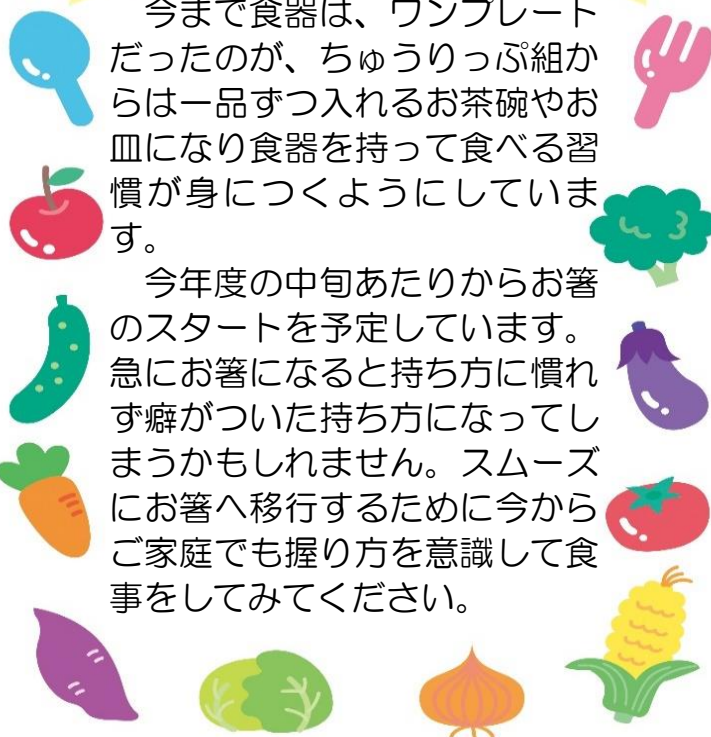 今まで食器は、ワンプレート
だったのが、ちゅうりっぷ組か
らは一品ずつ入れるお茶碗やお
皿になり食器を持って食べる習
慣が身につくようにしていま
す。
今年度の中旬あたりからお箸
のスタートを予定しています。
急にお箸になると持ち方に慣れ
ず癖がついた持ち方になってし
まうかもしれません。スムーズ
にお箸へ移行するために今から
ご家庭でも握り方を意識して食
事をしてみてください。